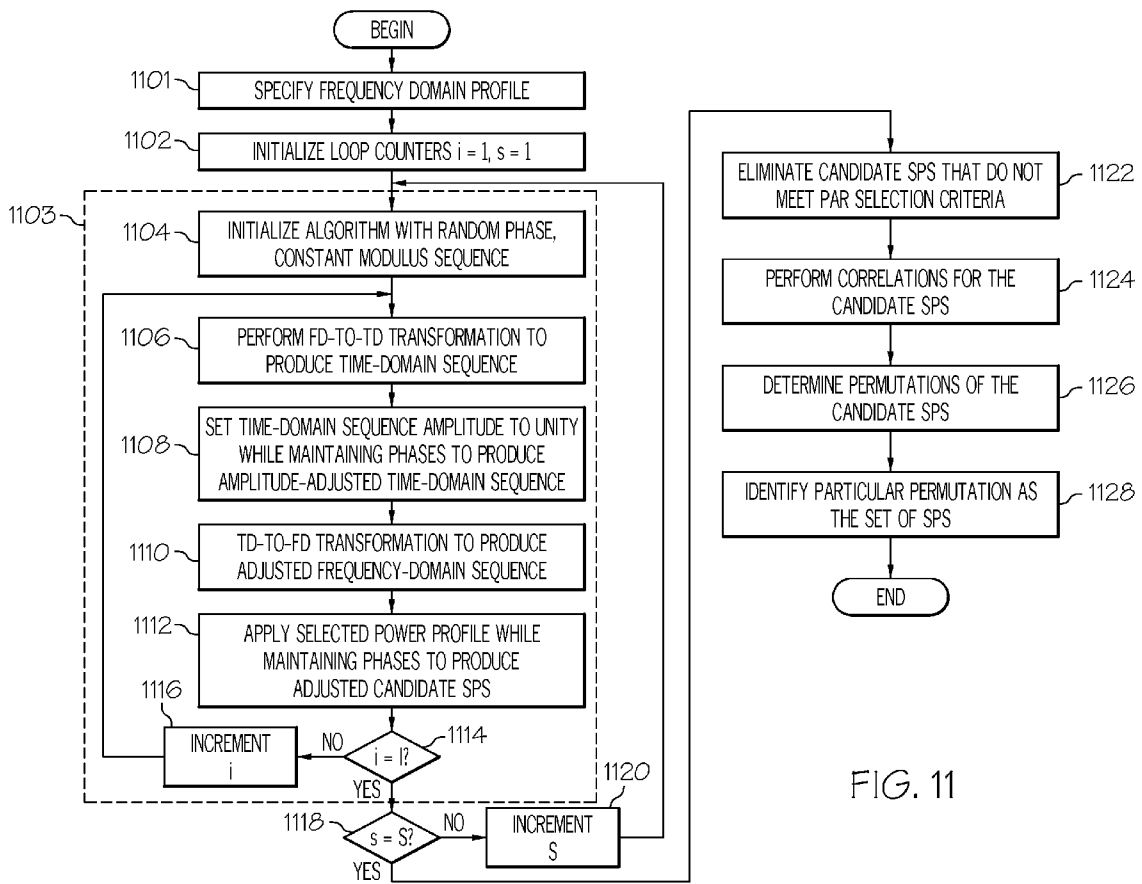 BEGIN
1101
SPECIFY FREQUENCY DOMAIN PROFILE
1102
INITIALIZE LOOP COUNTERS i = 1, s = 1
1103
1104
INITIALIZE ALGORITHM WITH RANDOM PHASE,
CONSTANT MODULUS SEQUENCE
1106
PERFORM FD-TO-TD TRANSFORMATION TO
PRODUCE TIME-DOMAIN SEQUENCE
1108
SET TIME-DOMAIN SEQUENCE AMPLITUDE TO UNITY
WHILE MAINTAINING PHASES TO PRODUCE
AMPLITUDE-ADJUSTED TIME-DOMAIN SEQUENCE
1110
TD-TO-FD TRANSFORMATION TO PRODUCE
ADJUSTED FREQUENCY-DOMAIN SEQUENCE
1112
APPLY SELECTED POWER PROFILE WHILE
MAINTAINING PHASES TO PRODUCE
ADJUSTED CANDIDATE SPS
1114
i = I?
NO
YES
1116
INCREMENT
i
1118
s = S?
NO
YES
1120
INCREMENT
S
ELIMINATE CANDIDATE SPS THAT DO NOT
MEET PAR SELECTION CRITERIA
1122
PERFORM CORRELATIONS FOR THE
CANDIDATE SPS
1124
DETERMINE PERMUTATIONS OF THE
CANDIDATE SPS
1126
IDENTIFY PARTICULAR PERMUTATION AS
THE SET OF SPS
1128
END
FIG. 11